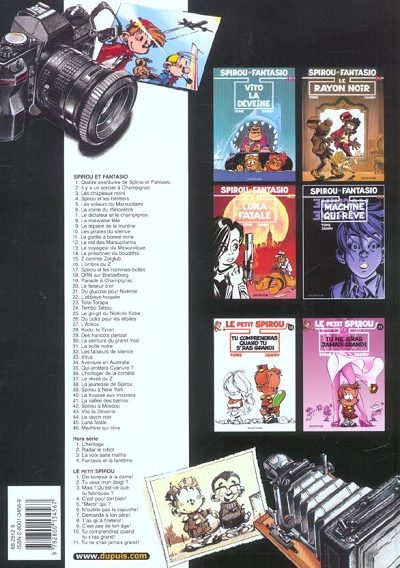 SPIROU ET FANTASIO
1. Quatre aventures de Spirou et Fantasio
2. Il y a un sorcier à Champignac
3. Les chapeaux noirs
4. Spirou et les héritiers
5. Les voleurs du Marsupilami
6. La corne du rhinocéros
7. Le dictateur et le champignon
8. La mauvaise tête
9. Le repaire de la murène
10. Les pirates du silence
11. Le gorille a bonne mine
12. Le nid des Marsupilamis
13. Le voyageur du Mésozoïque
14. Le prisonnier du bouddha
15. Z comme Zorglub
16. L'ombre du Z
17. Spirou et les hommes-bulles
18. QRN sur Bretzelburg
19. Panade à Champignac
20. Le faiseur d'or
21. Du glucose pour Noémie
22. L'abbaye truquée
23. Tora-Torapa
24. Tembo Tabou
25. Le gri-gri du Niokolo Koba
26. Du cidre pour les étoiles
27. L'Ankou
28. Kodo, le Tyran
29. Des haricots partout
30. La ceinture du grand froid
31. La boîte noire
32. Les faiseurs de silence
33. Virus
34. Aventure en Australie
35. Qui arrêtera Cyanure ?
36. L'horloger de la comète
37. Le réveil du Z
38. La jeunesse de Spirou
39. Spirou à New York
40. La frousse aux trousses
41. La vallée des bannis
42. Spirou à Moscou
43. Vito la Déveine
44. Le rayon noir
45. Luna fatale
46. Machine qui rêve
Hors série
1. L'héritage
2. Radar le robot
3. La voix sans maître
4. Fantasio et le fantôme
LE PETIT SPIROU
1. Dis bonjour à la dame!
2. Tu veux mon doigt ?
3. Mais ! Qu'est-ce que
tu fabriques ?
4. C'est pour ton bien!
5. "Merci" qui ?
6. N'oublie pas ta capuche!
7. Demande à ton père!
8. T'as qu'à t'retenir!
9. C'est pas de ton âge!
10. Tu comprendras quand
tu s'ras grand!
11. Tu ne s'ras jamais grand!
SPIROU ET FANTASIO
VITO
LA
DÉVEINE
TOME
JANRY
SPIROU ET FANTASIO
LE
RAYON NOIR
TOME
JANRY
SPIROU ET FANTASIO
45
LUNA
FATALE
TOME
JANRY
SPIROU ET FANTASIO
MACHINE
QUI RÊVE
LE PETIT SPIROU
10
TU COMPRENDRAS
QUAND
TU S'RAS GRAND!
TOME
JANRY
LE PETIT SPIROU
11
TU NE S'RAS
JAMAIS GRAND!
TOME
JANRY
www.dupuis.com